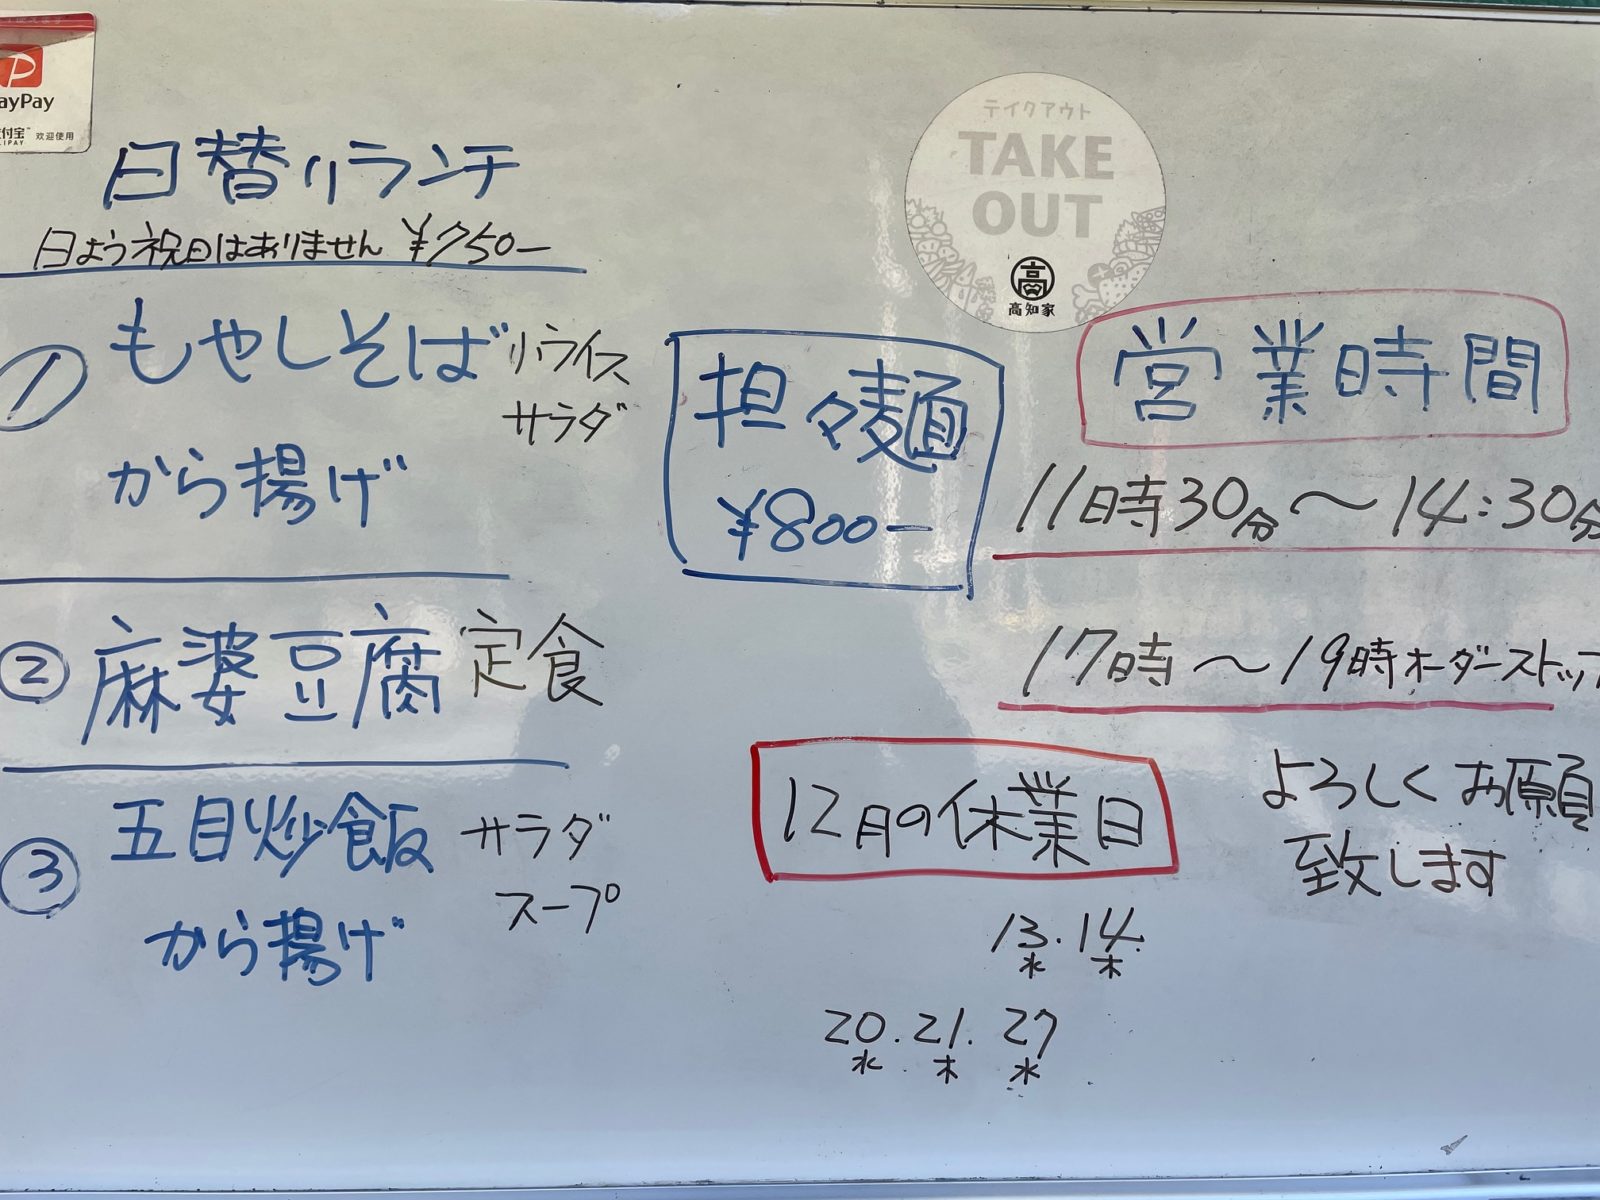 ayPay
付宝 欢迎使用
LIPAY
日替リランチ
日よう祝日はありません ¥750ー
① もやしそば 小ライス
サラダ
から揚げ
② 麻婆豆腐 定食
③ 五目炒飯 サラダ
スープ
から揚げ
担々麺
¥800ー
テイクアウト
TAKE
OUT
高
高知家
営業時間
11時30分〜14:30分
17時〜19時オーダーストップ
12月の休業日
13.14.
水 木
20.21.27
水 木 水
よろしくお願
致します